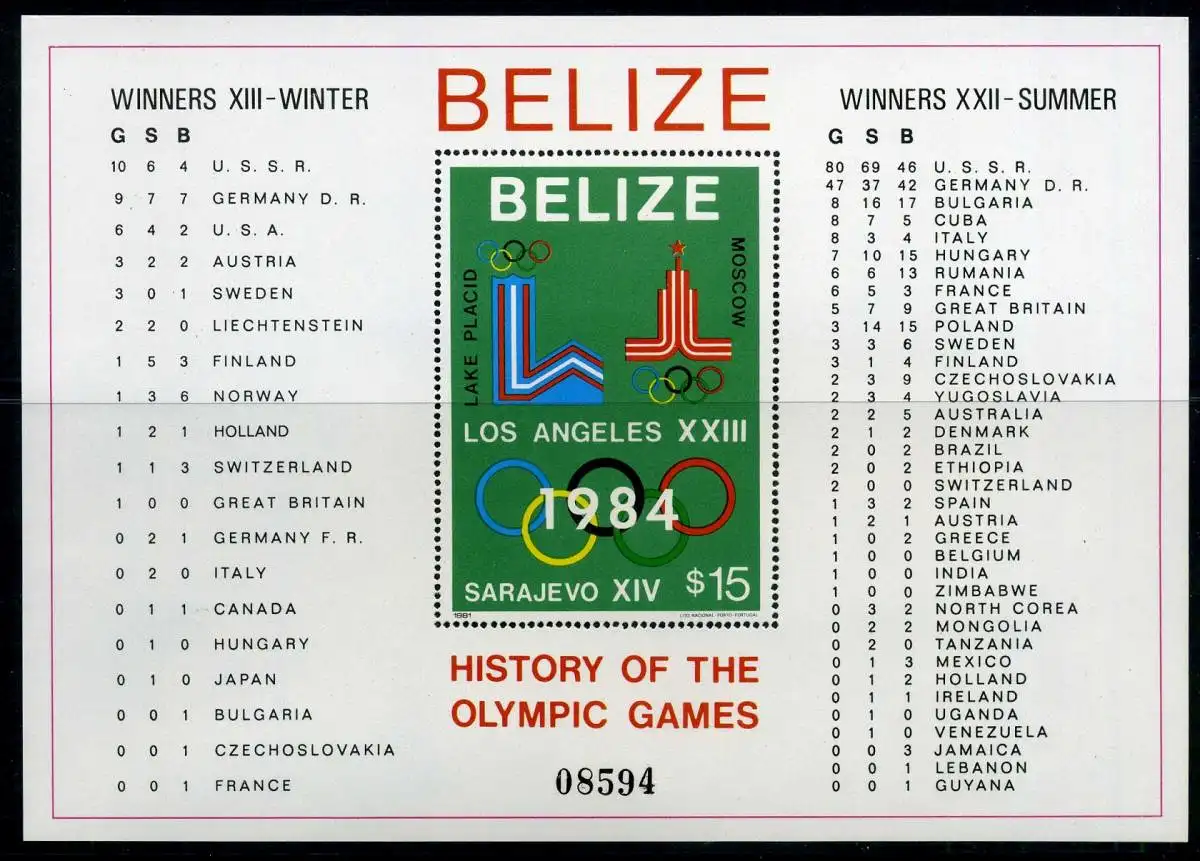 BELIZE
WINNERS XIII-WINTER
G S B
10 6 4 U. S. S. R.
9 7 7 GERMANY D. R.
6 4 2 U. S. A.
3 2 2 AUSTRIA
3 0 1 SWEDEN
2 2 0 LIECHTENSTEIN
1 5 3 FINLAND
1 3 6 NORWAY
1 2 1 HOLLAND
1 1 3 SWITZERLAND
1 0 0 GREAT BRITAIN
0 2 1 GERMANY F. R.
0 2 0 ITALY
0 1 1 CANADA
0 1 0 HUNGARY
0 1 0 JAPAN
0 0 1 BULGARIA
0 0 1 CZECHOSLOVAKIA
0 0 1 FRANCE
BELIZE
LAKE PLACID
MOSCOW
LOS ANGELES XXIII
1984
SARAJEVO XIV $15
1981 LITO NACIONAL-PORTO-PORTUGAL
HISTORY OF THE
OLYMPIC GAMES
08594
WINNERS XXII-SUMMER
G S B
80 69 46 U. S. S. R.
47 37 42 GERMANY D. R.
8 16 17 BULGARIA
8 7 5 CUBA
8 3 4 ITALY
7 10 15 HUNGARY
6 6 13 RUMANIA
6 5 3 FRANCE
5 7 9 GREAT BRITAIN
3 14 15 POLAND
3 3 6 SWEDEN
3 1 4 FINLAND
2 3 9 CZECHOSLOVAKIA
2 3 4 YUGOSLAVIA
2 2 5 AUSTRALIA
2 1 2 DENMARK
2 0 2 BRAZIL
2 0 2 ETHIOPIA
2 0 0 SWITZERLAND
1 3 2 SPAIN
1 2 1 AUSTRIA
1 0 2 GREECE
1 0 0 BELGIUM
1 0 0 INDIA
1 0 0 ZIMBABWE
0 3 2 NORTH COREA
0 2 2 MONGOLIA
0 2 0 TANZANIA
0 1 3 MEXICO
0 1 2 HOLLAND
0 1 1 IRELAND
0 1 0 UGANDA
0 1 0 VENEZUELA
0 0 3 JAMAICA
0 0 1 LEBANON
0 0 1 GUYANA